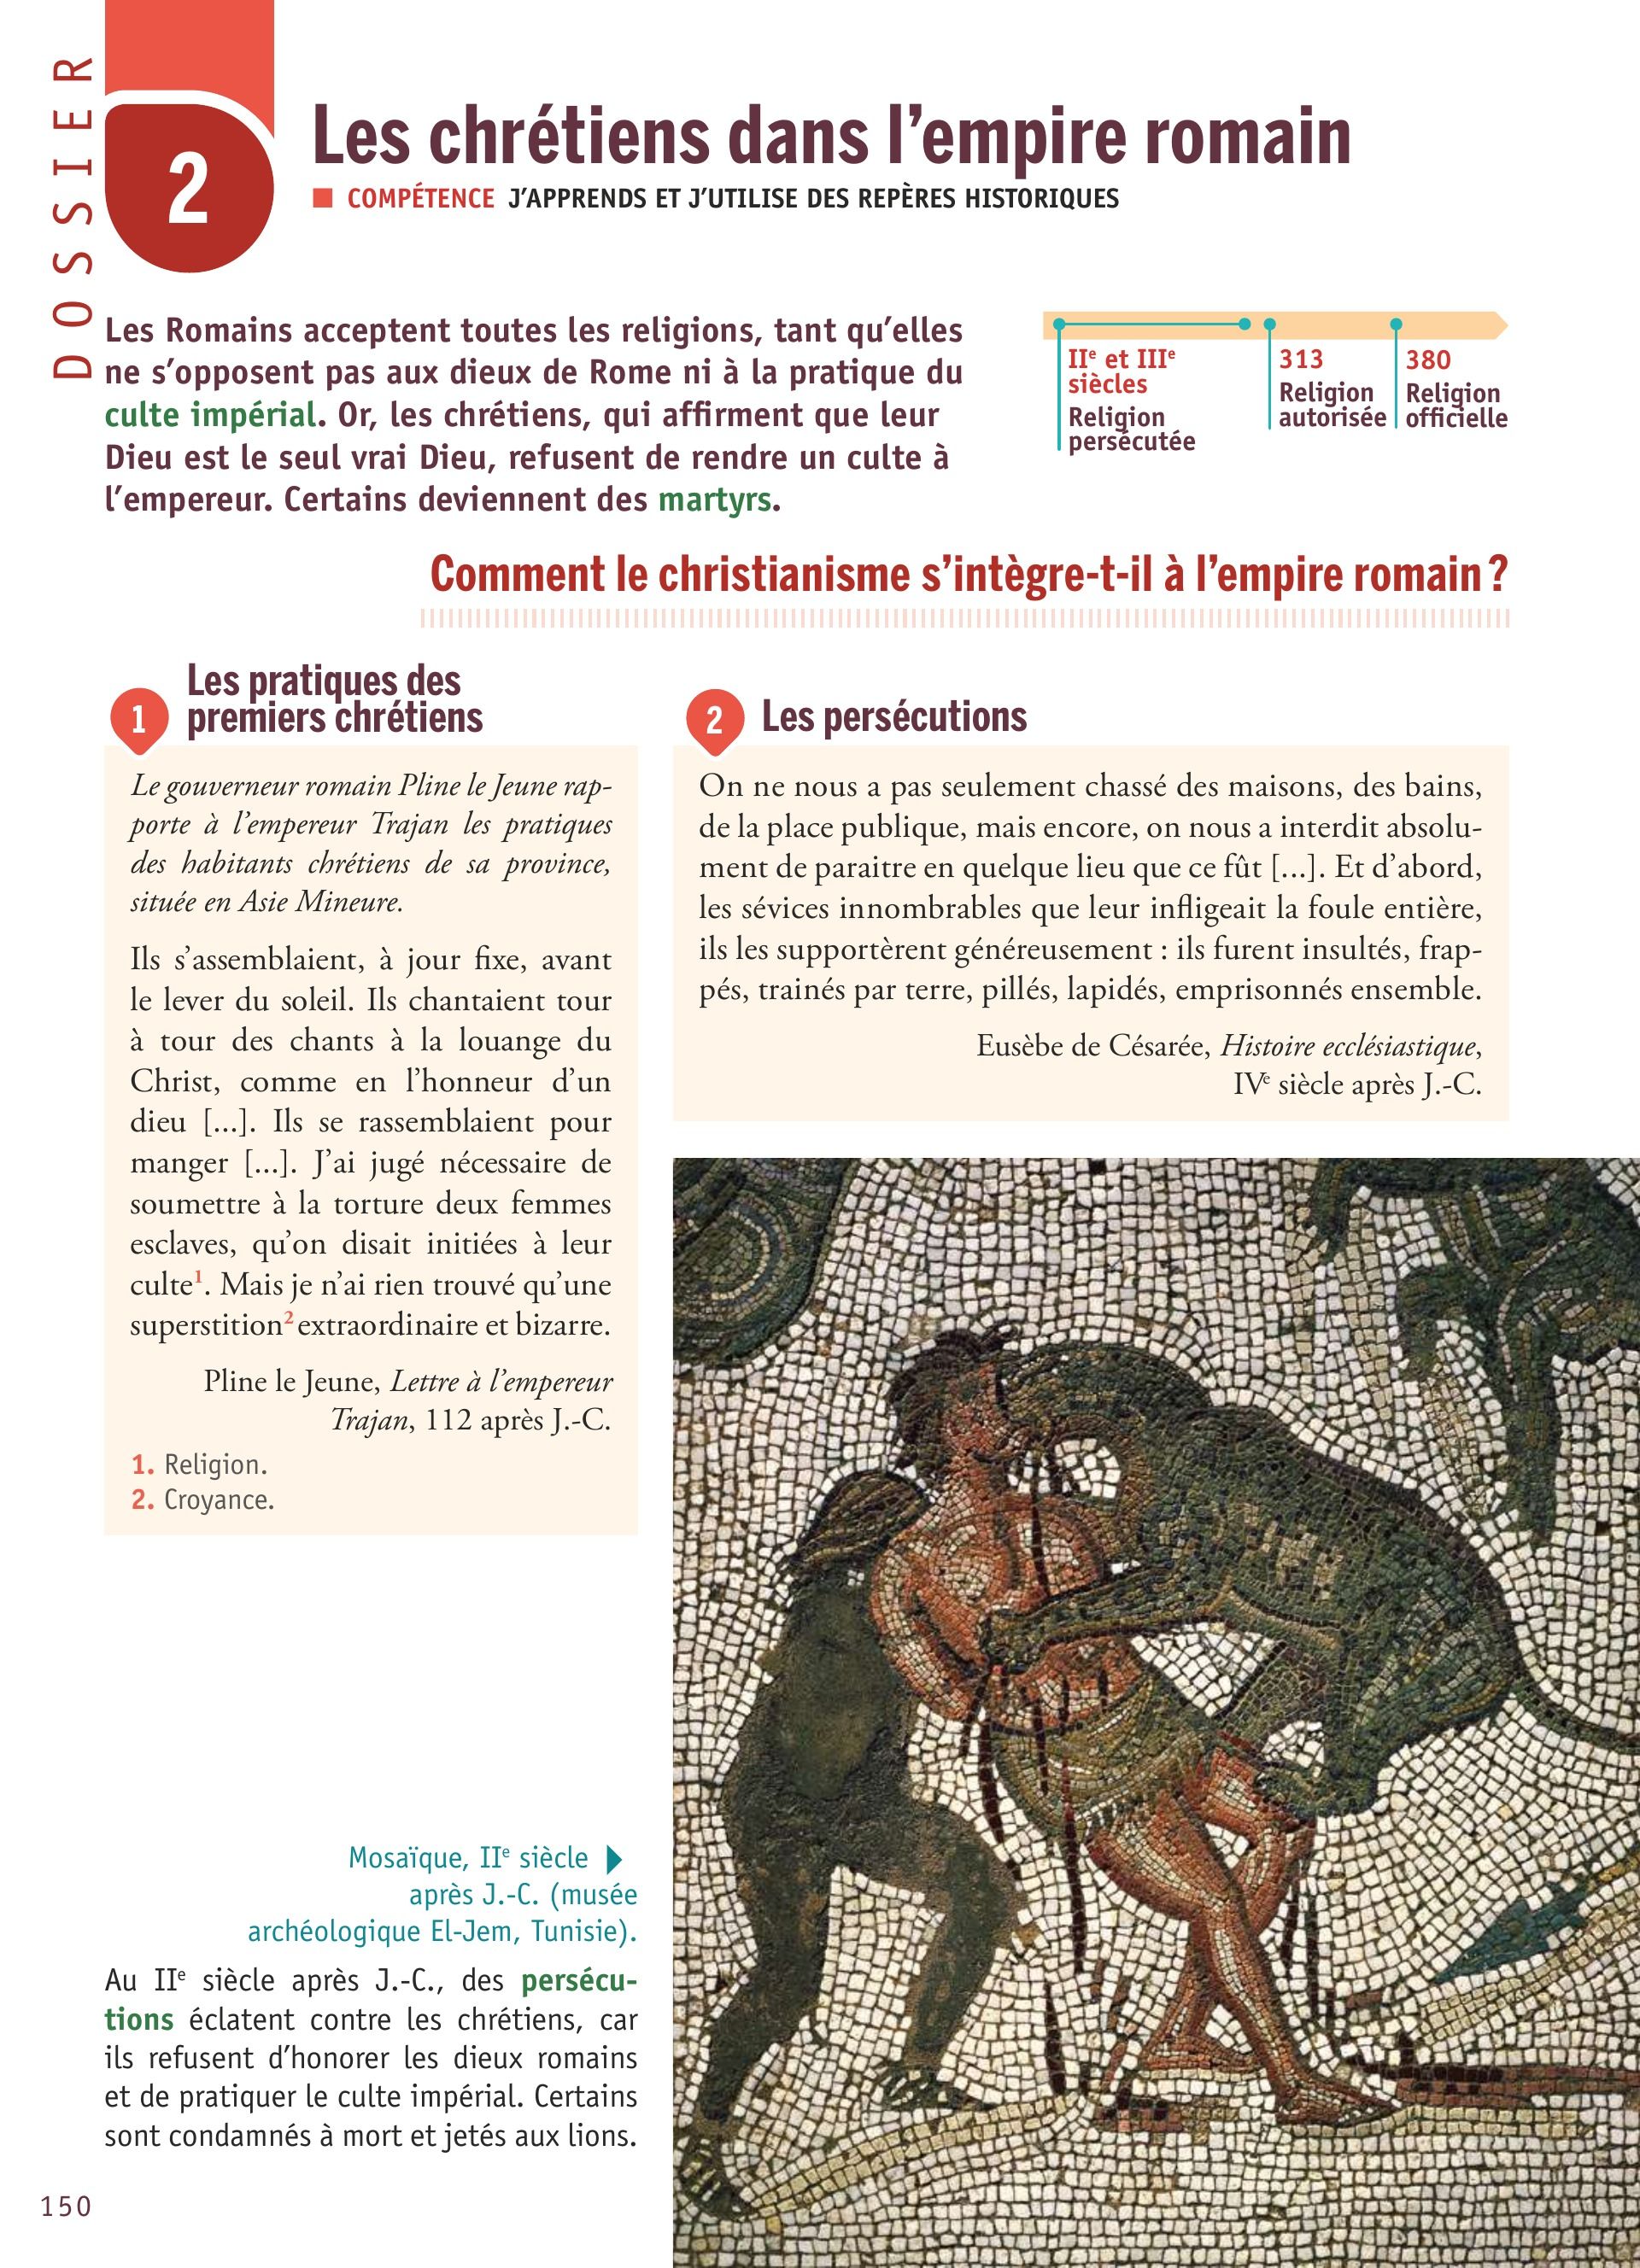 DOSSIER
2
Les chrétiens dans l’empire romain
COMPÉTENCE J’APPRENDS ET J’UTILISE DES REPÈRES HISTORIQUES
Les Romains acceptent toutes les religions, tant qu’elles
ne s’opposent pas aux dieux de Rome ni à la pratique du
culte impérial. Or, les chrétiens, qui affirment que leur
Dieu est le seul vrai Dieu, refusent de rendre un culte à
l’empereur. Certains deviennent des martyrs.
IIe et IIIe
siècles
Religion
persécutée
313
Religion
autorisée
380
Religion
officielle
Comment le christianisme s’intègre-t-il à l’empire romain ?
1
Les pratiques des
premiers chrétiens
Le gouverneur romain Pline le Jeune rap-
porte à l’empereur Trajan les pratiques
des habitants chrétiens de sa province,
située en Asie Mineure.
Ils s’assemblaient, à jour fixe, avant
le lever du soleil. Ils chantaient tour
à tour des chants à la louange du
Christ, comme en l’honneur d’un
dieu [...]. Ils se rassemblaient pour
manger [...]. J’ai jugé nécessaire de
soumettre à la torture deux femmes
esclaves, qu’on disait initiées à leur
culte1. Mais je n’ai rien trouvé qu’une
superstition2 extraordinaire et bizarre.
Pline le Jeune, Lettre à l’empereur
Trajan, 112 après J.-C.
1. Religion.
2. Croyance.
2
Les persécutions
On ne nous a pas seulement chassé des maisons, des bains,
de la place publique, mais encore, on nous a interdit absolu-
ment de paraitre en quelque lieu que ce fût [...]. Et d’abord,
les sévices innombrables que leur infligeait la foule entière,
ils les supportèrent généreusement : ils furent insultés, frap-
pés, trainés par terre, pillés, lapidés, emprisonnés ensemble.
Eusèbe de Césarée, Histoire ecclésiastique,
IVe siècle après J.-C.
Mosaïque, IIe siècle
après J.-C. (musée
archéologique El-Jem, Tunisie).
Au IIe siècle après J.-C., des persécu-
tions éclatent contre les chrétiens, car
ils refusent d’honorer les dieux romains
et de pratiquer le culte impérial. Certains
sont condamnés à mort et jetés aux lions.
150